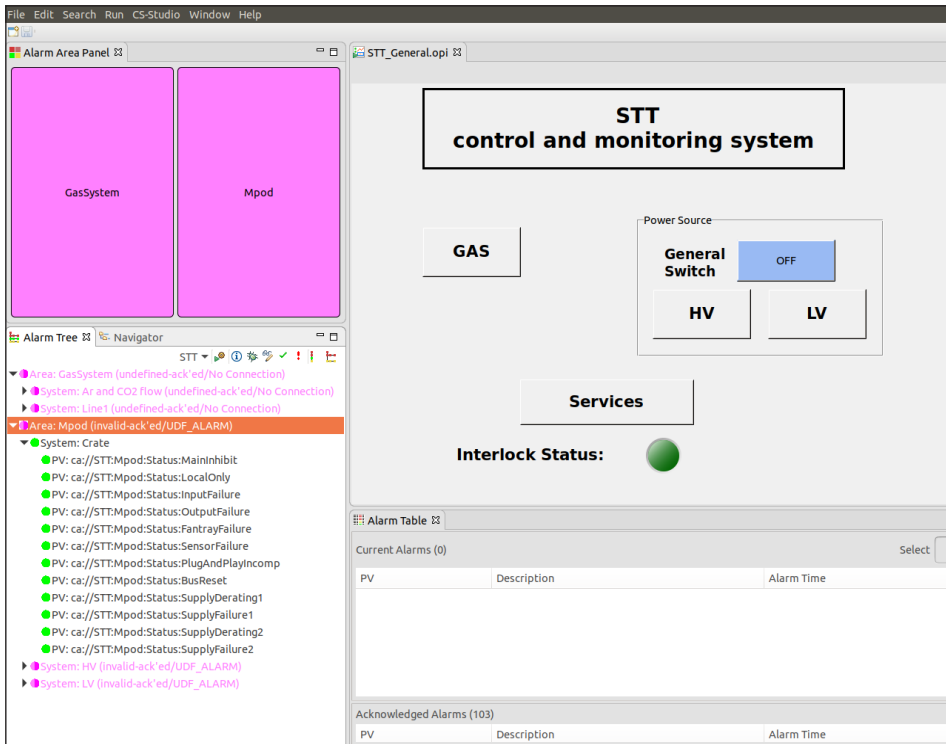 File Edit Search Run CS-Studio Window Help
Alarm Area Panel
GasSystem
Mpod
Alarm Tree
Navigator
STT
Area: GasSystem (undefined-ack'ed/No Connection)
System: Ar and CO2 flow (undefined-ack'ed/No Connection)
System: Line1 (undefined-ack'ed/No Connection)
Area: Mpod (invalid-ack'ed/UDF_ALARM)
System: Crate
PV: ca://STT:Mpod:Status:MainInhibit
PV: ca://STT:Mpod:Status:LocalOnly
PV: ca://STT:Mpod:Status:InputFailure
PV: ca://STT:Mpod:Status:OutputFailure
PV: ca://STT:Mpod:Status:FantrayFailure
PV: ca://STT:Mpod:Status:SensorFailure
PV: ca://STT:Mpod:Status:PlugAndPlayIncomp
PV: ca://STT:Mpod:Status:BusReset
PV: ca://STT:Mpod:Status:SupplyDerating1
PV: ca://STT:Mpod:Status:SupplyFailure1
PV: ca://STT:Mpod:Status:SupplyDerating2
PV: ca://STT:Mpod:Status:SupplyFailure2
System: HV (invalid-ack'ed/UDF_ALARM)
System: LV (invalid-ack'ed/UDF_ALARM)
STT_General.opi
STT
control and monitoring system
GAS
Power Source
General
Switch
OFF
HV
LV
Services
Interlock Status:
Alarm Table
Current Alarms (0)
Select
PV Description Alarm Time
Acknowledged Alarms (103)
PV Description Alarm Time